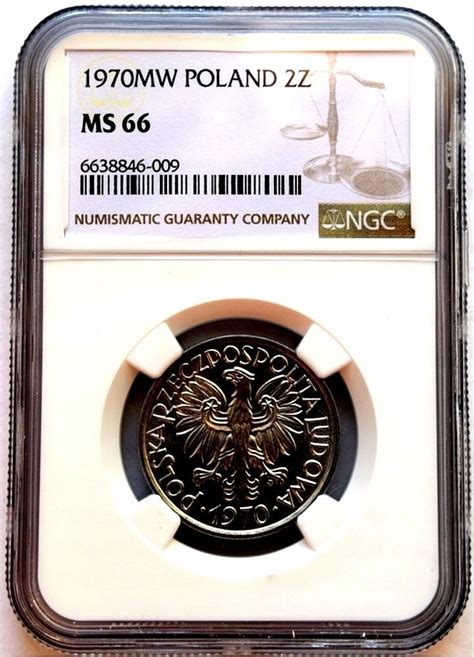 1970MW POLAND 2Z
MS 66
6638846-009
NUMISMATIC GUARANTY COMPANY
NGC®
POLSKA RZECZPOSPOLITA LUDOWA
· 1970 ·